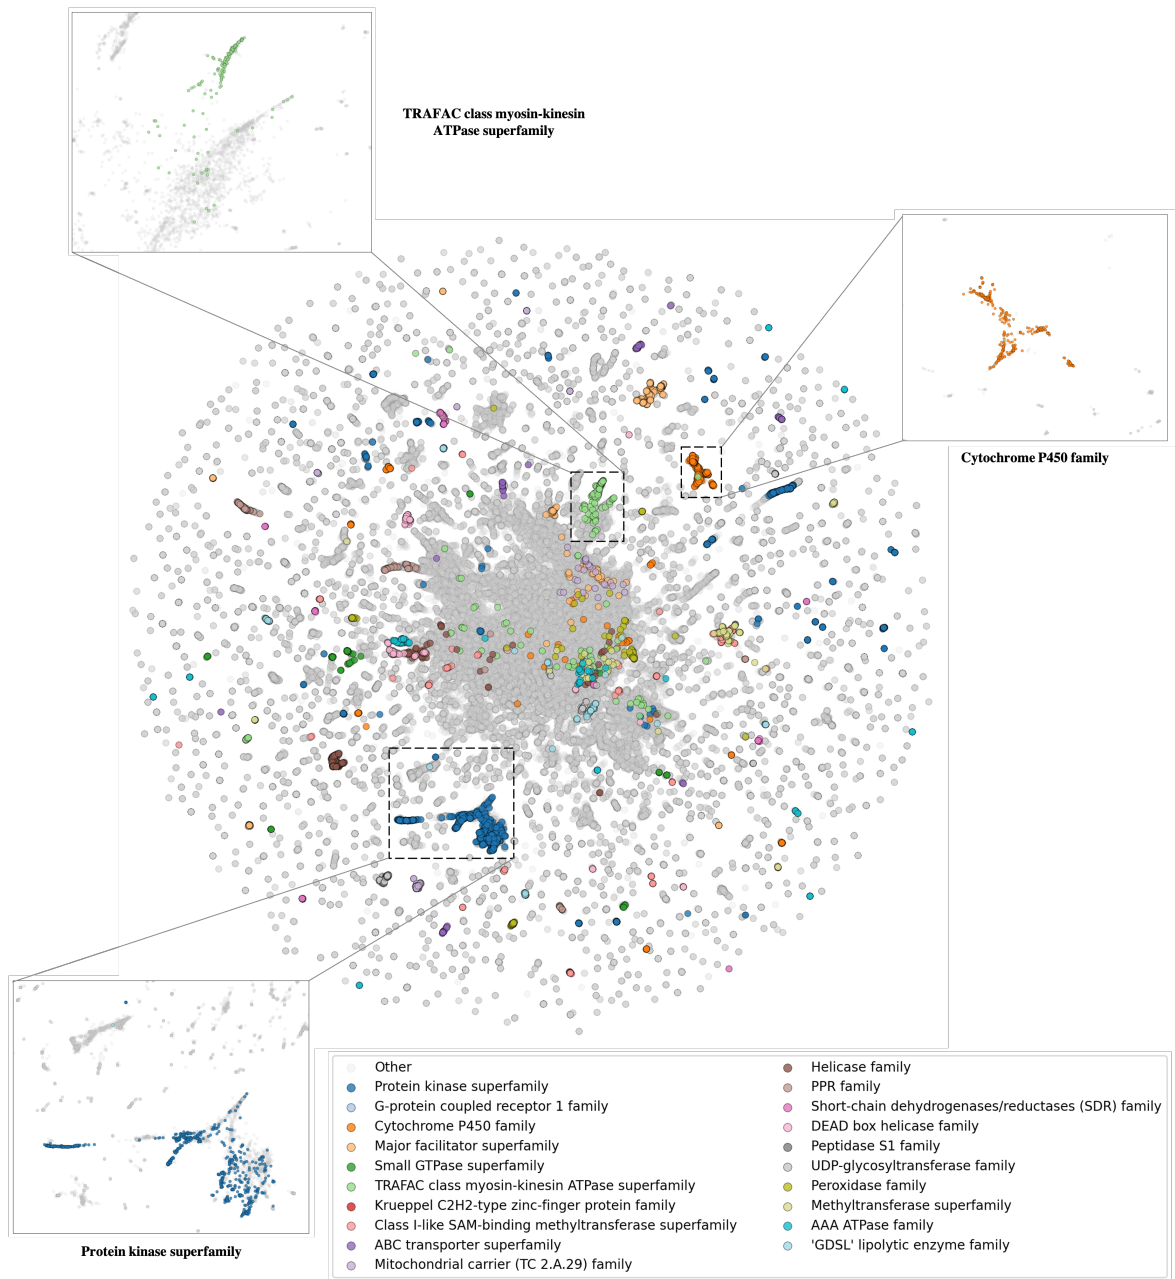 TRAFAC class myosin-kinesin
ATPase superfamily
Cytochrome P450 family
Protein kinase superfamily
Other
Protein kinase superfamily
G-protein coupled receptor 1 family
Cytochrome P450 family
Major facilitator superfamily
Small GTPase superfamily
TRAFAC class myosin-kinesin ATPase superfamily
Krueppel C2H2-type zinc-finger protein family
Class I-like SAM-binding methyltransferase superfamily
ABC transporter superfamily
Mitochondrial carrier (TC 2.A.29) family
Helicase family
PPR family
Short-chain dehydrogenases/reductases (SDR) family
DEAD box helicase family
Peptidase S1 family
UDP-glycosyltransferase family
Peroxidase family
Methyltransferase superfamily
AAA ATPase family
'GDSL' lipolytic enzyme family